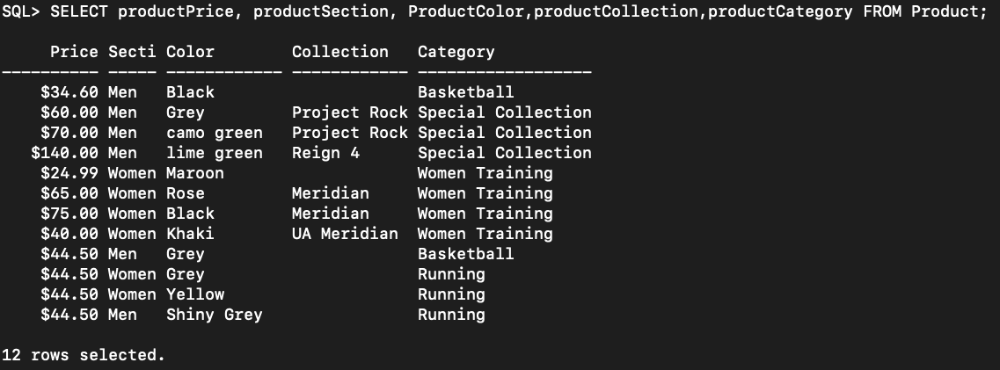 SQL> SELECT productPrice, productSection, ProductColor,productCollection,productCategory FROM Product;
     Price Secti Color        Collection   Category
---------- ----- ------------ ------------ ------------------
    $34.60 Men   Black                     Basketball
    $60.00 Men   Grey         Project Rock Special Collection
    $70.00 Men   camo green   Project Rock Special Collection
   $140.00 Men   lime green   Reign 4      Special Collection
    $24.99 Women Maroon                    Women Training
    $65.00 Women Rose         Meridian     Women Training
    $75.00 Women Black        Meridian     Women Training
    $40.00 Women Khaki        UA Meridian  Women Training
    $44.50 Men   Grey                      Basketball
    $44.50 Women Grey                      Running
    $44.50 Women Yellow                    Running
    $44.50 Men   Shiny Grey                Running
12 rows selected.